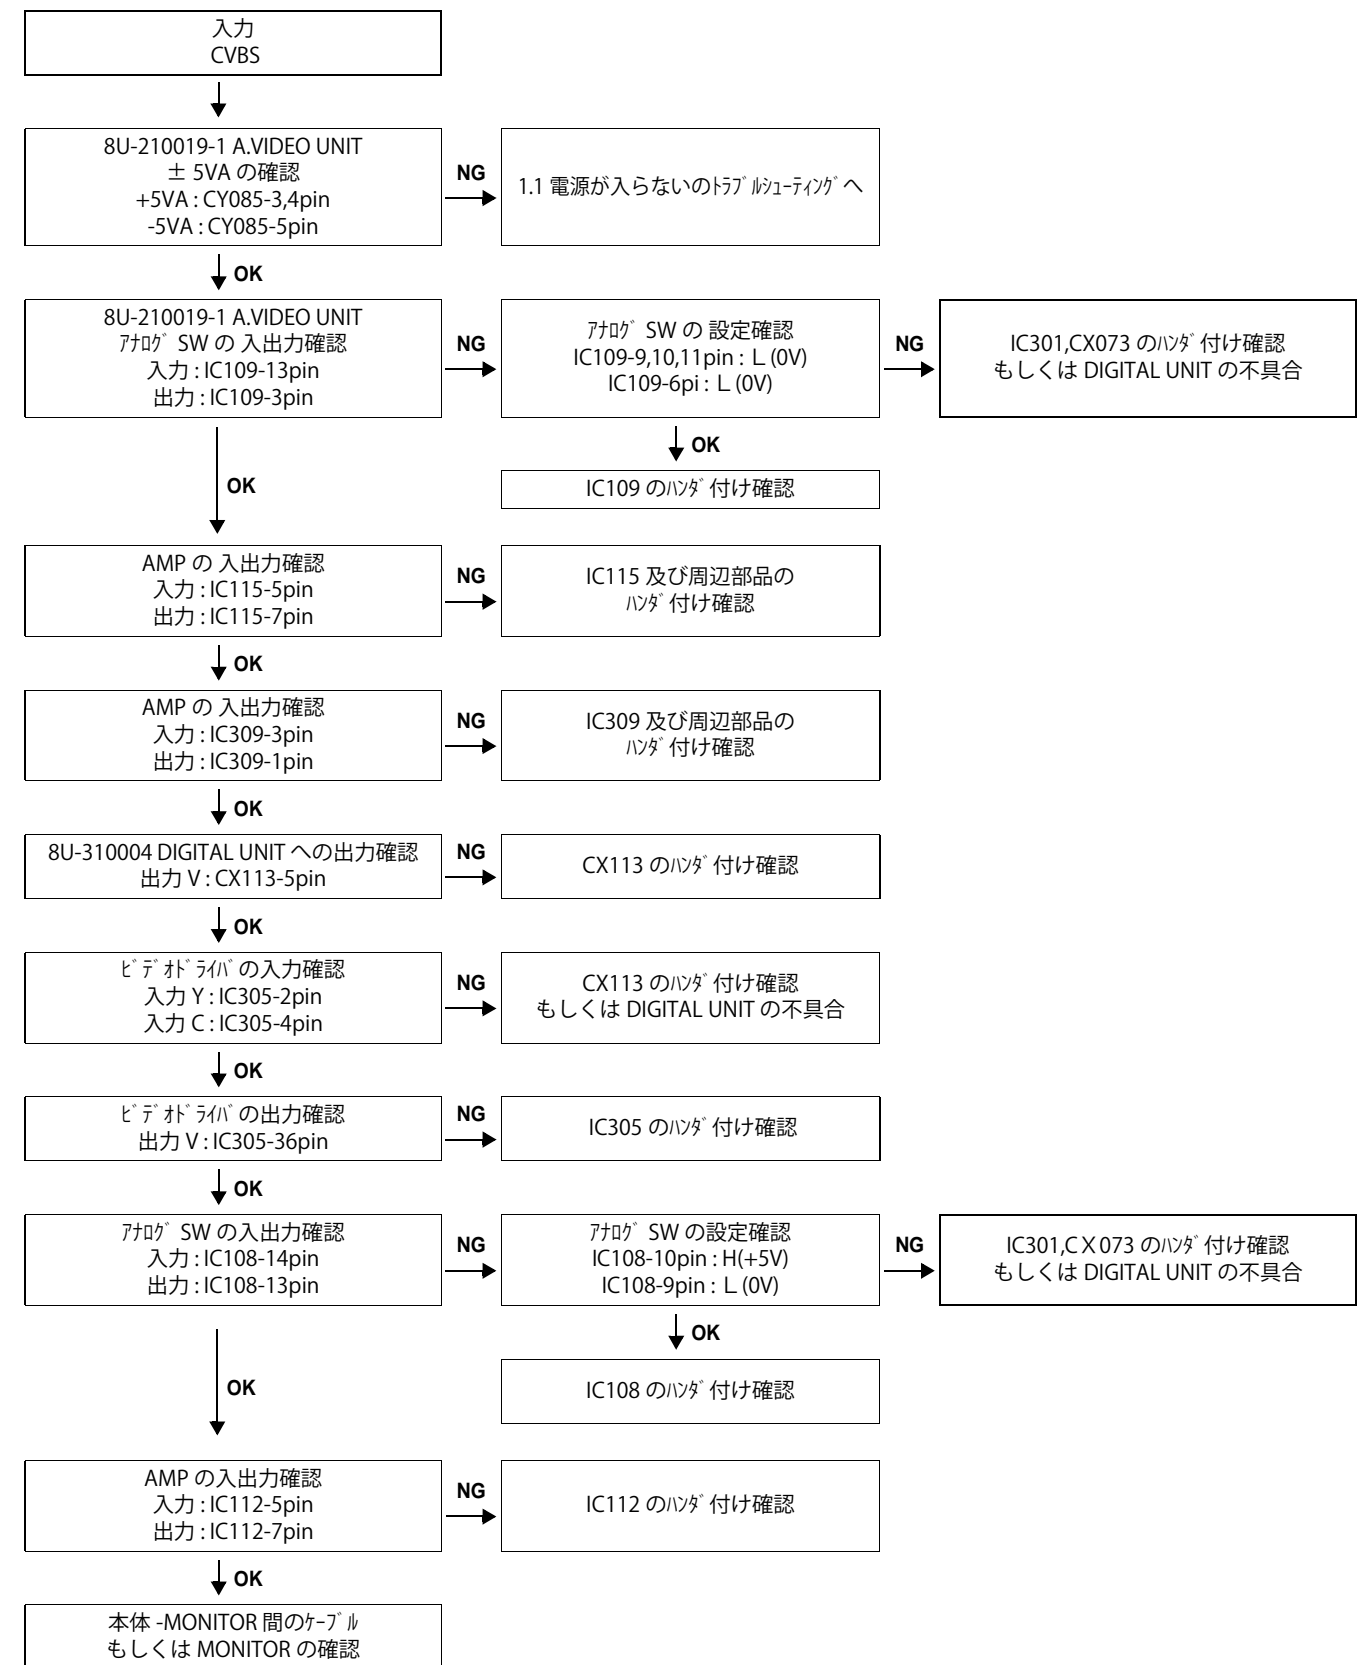 入力
CVBS
8U-210019-1 A.VIDEO UNIT
± 5VA の確認
+5VA : CY085-3,4pin
-5VA : CY085-5pin
NG
1.1 電源が入らないのﾄﾗﾌﾞﾙｼｭｰﾃｨﾝｸﾞへ
OK
8U-210019-1 A.VIDEO UNIT
ｱﾅﾛｸﾞ SW の 入出力確認
入力 : IC109-13pin
出力 : IC109-3pin
NG
ｱﾅﾛｸﾞ SW の 設定確認
IC109-9,10,11pin : Ｌ(0V)
IC109-6pi : Ｌ(0V)
NG
IC301,CX073 のﾊﾝﾀﾞ付け確認
もしくは DIGITAL UNIT の不具合
OK
IC109 のﾊﾝﾀﾞ付け確認
OK
AMP の 入出力確認
入力 : IC115-5pin
出力 : IC115-7pin
NG
IC115 及び周辺部品の
ﾊﾝﾀﾞ付け確認
OK
AMP の 入出力確認
入力 : IC309-3pin
出力 : IC309-1pin
NG
IC309 及び周辺部品の
ﾊﾝﾀﾞ付け確認
OK
8U-310004 DIGITAL UNIT への出力確認
出力 V : CX113-5pin
NG
CX113 のﾊﾝﾀﾞ付け確認
OK
ﾋﾞﾃﾞｵﾄﾞﾗｲﾊﾞの入力確認
入力 Y : IC305-2pin
入力 C : IC305-4pin
NG
CX113 のﾊﾝﾀﾞ付け確認
もしくは DIGITAL UNIT の不具合
OK
ﾋﾞﾃﾞｵﾄﾞﾗｲﾊﾞの出力確認
出力 V : IC305-36pin
NG
IC305 のﾊﾝﾀﾞ付け確認
OK
ｱﾅﾛｸﾞ SW の入出力確認
入力 : IC108-14pin
出力 : IC108-13pin
NG
ｱﾅﾛｸﾞ SW の設定確認
IC108-10pin : H(+5V)
IC108-9pin : Ｌ(0V)
NG
IC301,CＸ073 のﾊﾝﾀﾞ付け確認
もしくは DIGITAL UNIT の不具合
OK
IC108 のﾊﾝﾀﾞ付け確認
OK
AMP の入出力確認
入力 : IC112-5pin
出力 : IC112-7pin
NG
IC112 のﾊﾝﾀﾞ付け確認
OK
本体 -MONITOR 間のｹｰﾌﾞﾙ
もしくは MONITOR の確認